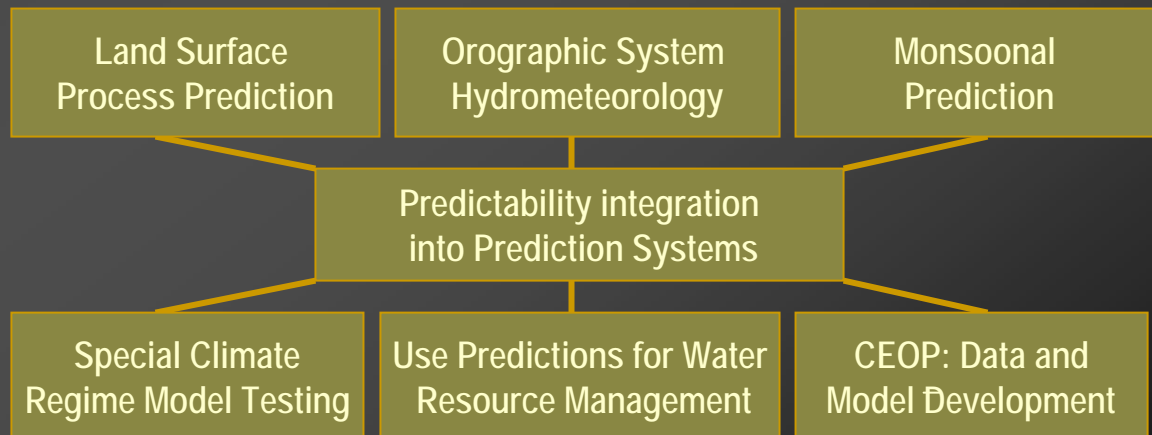 Land Surface
Process Prediction
Orographic System
Hydrometeorology
Monsoonal
Prediction
Predictability integration
into Prediction Systems
Special Climate
Regime Model Testing
Use Predictions for Water
Resource Management
CEOP: Data and
Model Development